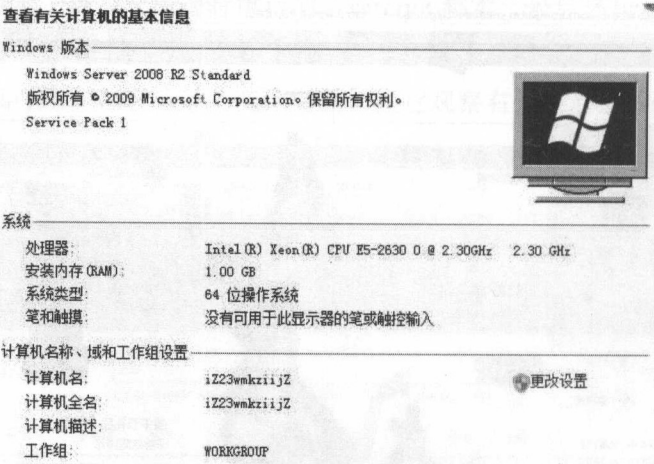 查看有关计算机的基本信息
Windows 版本
Windows Server 2008 R2 Standard
版权所有 © 2009 Microsoft Corporation。保留所有权利。
Service Pack 1
系统
处理器: Intel(R) Xeon(R) CPU E5-2630 0 @ 2.30GHz 2.30 GHz
安装内存(RAM): 1.00 GB
系统类型: 64 位操作系统
笔和触摸: 没有可用于此显示器的笔或触控输入
计算机名称、域和工作组设置
计算机名: iZ23wmkziijZ 更改设置
计算机全名: iZ23wmkziijZ
计算机描述:
工作组: WORKGROUP